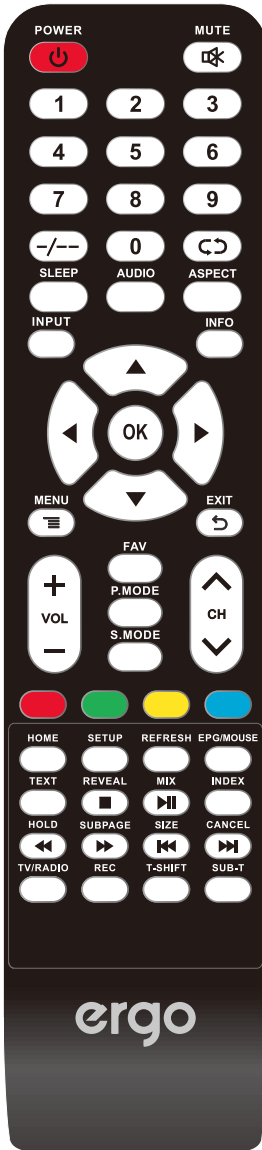 POWER MUTE
1 2 3
4 5 6
7 8 9
-/-- 0
SLEEP AUDIO ASPECT
INPUT INFO
OK
MENU EXIT
FAV
+
P.MODE
VOL CH
S.MODE
−
HOME SETUP REFRESH EPG/MOUSE
TEXT REVEAL MIX INDEX
HOLD SUBPAGE SIZE CANCEL
TV/RADIO REC T-SHIFT SUB-T
ergo